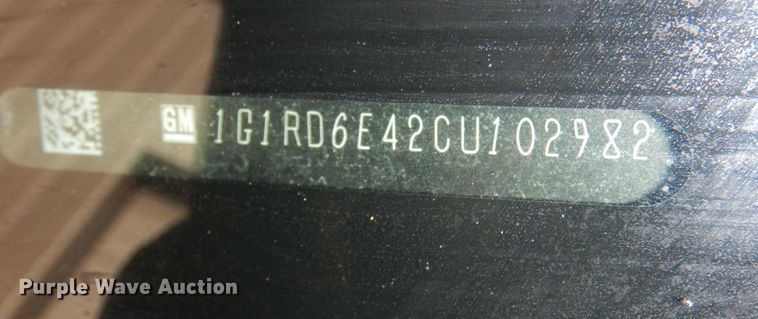 GM 1G1RD6E42CU102982
Purple Wave Auction